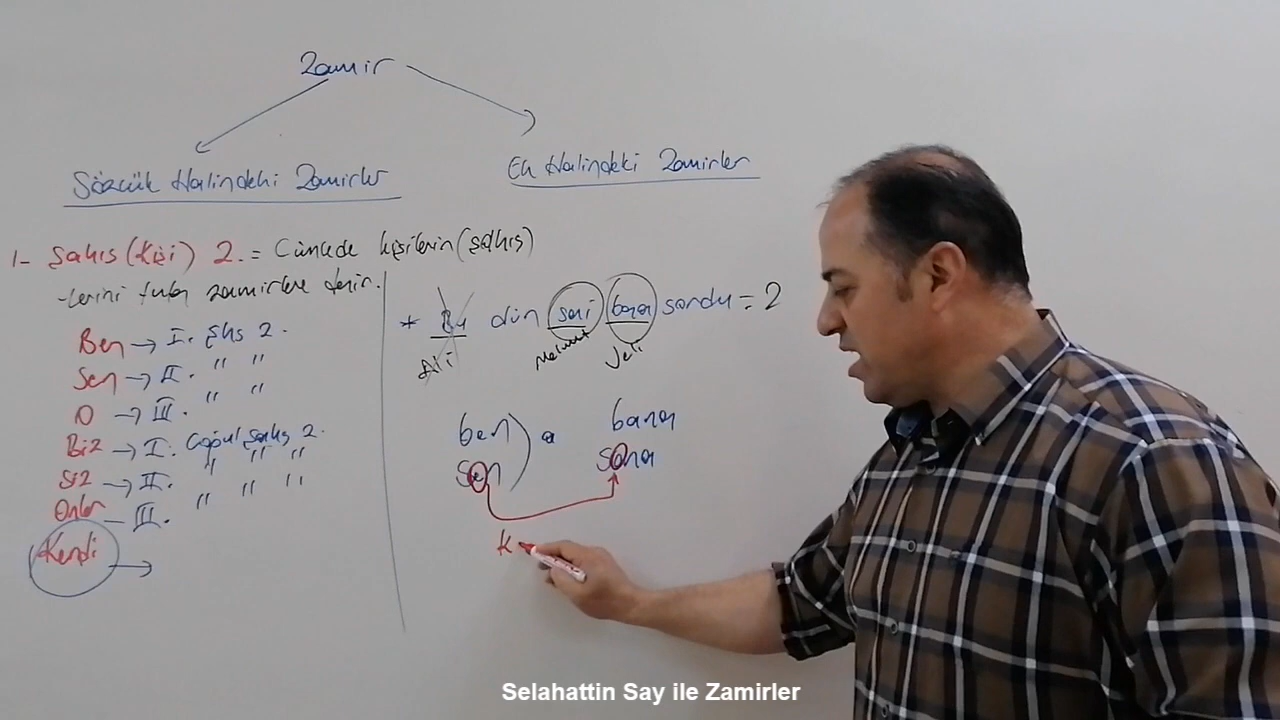 Zamir
Sözcük Halindeki Zamirler
Ek Halindeki Zamirler
1- Şahıs (Kişi) Z. = Cümlede kişilerin (şahıs)
-lerini tutan zamirlere denir.
Ben → I. Şhs Z.
Sen → II. " "
O → III. " "
Biz → I. Çoğul Şahıs Z.
Siz → II. " " "
Onlar — III. " " "
Kendi →
* dün seni bana sordu = 2
Ali Mehmet Veli
ben ) a bana
sen sana
K
Selahattin Say ile Zamirler